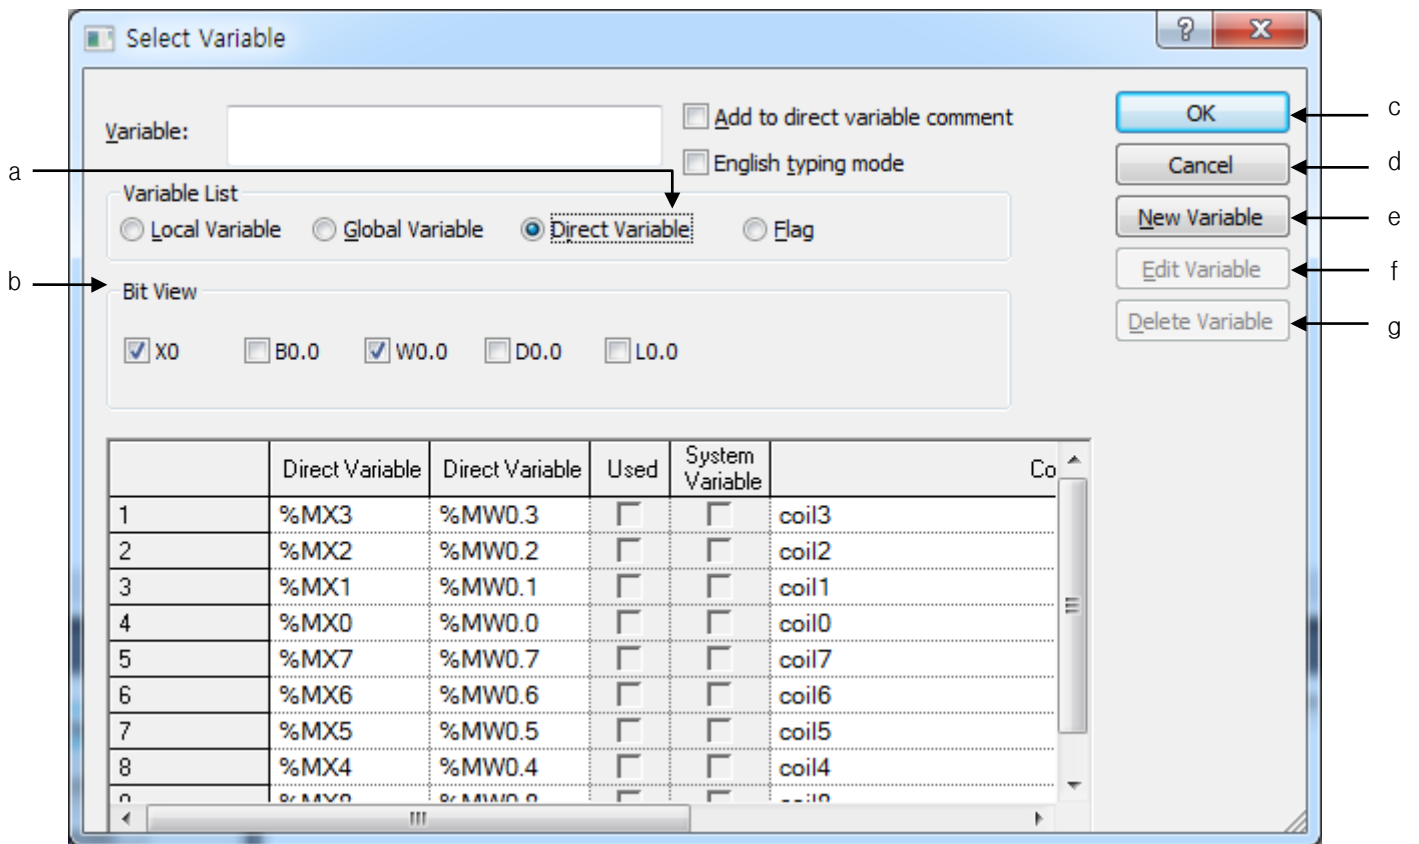 Select Variable
Variable:
Add to direct variable comment
English typing mode
OK
c
Cancel
d
a
Variable List
Local Variable Global Variable Direct Variable Flag
New Variable
e
Edit Variable
f
b
Bit View
Delete Variable
g
X0 B0.0 W0.0 D0.0 L0.0
Direct Variable Direct Variable Used System Variable Co
1 %MX3 %MW0.3 coil3
2 %MX2 %MW0.2 coil2
3 %MX1 %MW0.1 coil1
4 %MX0 %MW0.0 coil0
5 %MX7 %MW0.7 coil7
6 %MX6 %MW0.6 coil6
7 %MX5 %MW0.5 coil5
8 %MX4 %MW0.4 coil4